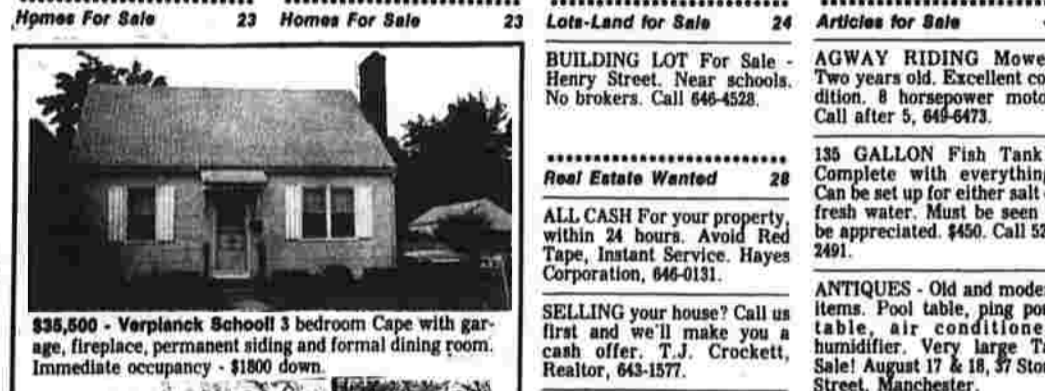 Homes For Sale 23
Homes For Sale 23
$35,500 - Verplanck School! 3 bedroom Cape with gar-
age, fireplace, permanent siding and formal dining room.
Immediate occupancy - $1800 down.
Lots-Land for Sale 24
BUILDING LOT For Sale -
Henry Street. Near schools.
No brokers. Call 646-4528.
Real Estate Wanted 28
ALL CASH For your property,
within 24 hours. Avoid Red
Tape, Instant Service. Hayes
Corporation, 646-0131.
SELLING your house? Call us
first and we'll make you a
cash offer. T.J. Crockett,
Realtor, 643-1577.
Articles for Sale
AGWAY RIDING Mowe
Two years old. Excellent co
dition. 8 horsepower moto
Call after 5, 649-6473.
135 GALLON Fish Tank
Complete with everything
Can be set up for either salt
fresh water. Must be seen
be appreciated. $450. Call 52
2491.
ANTIQUES - Old and moder
items. Pool table, ping pon
table, air conditione
humidifier. Very large Ta
Sale! August 17 & 18, 37 Sto
Street, Manchester.